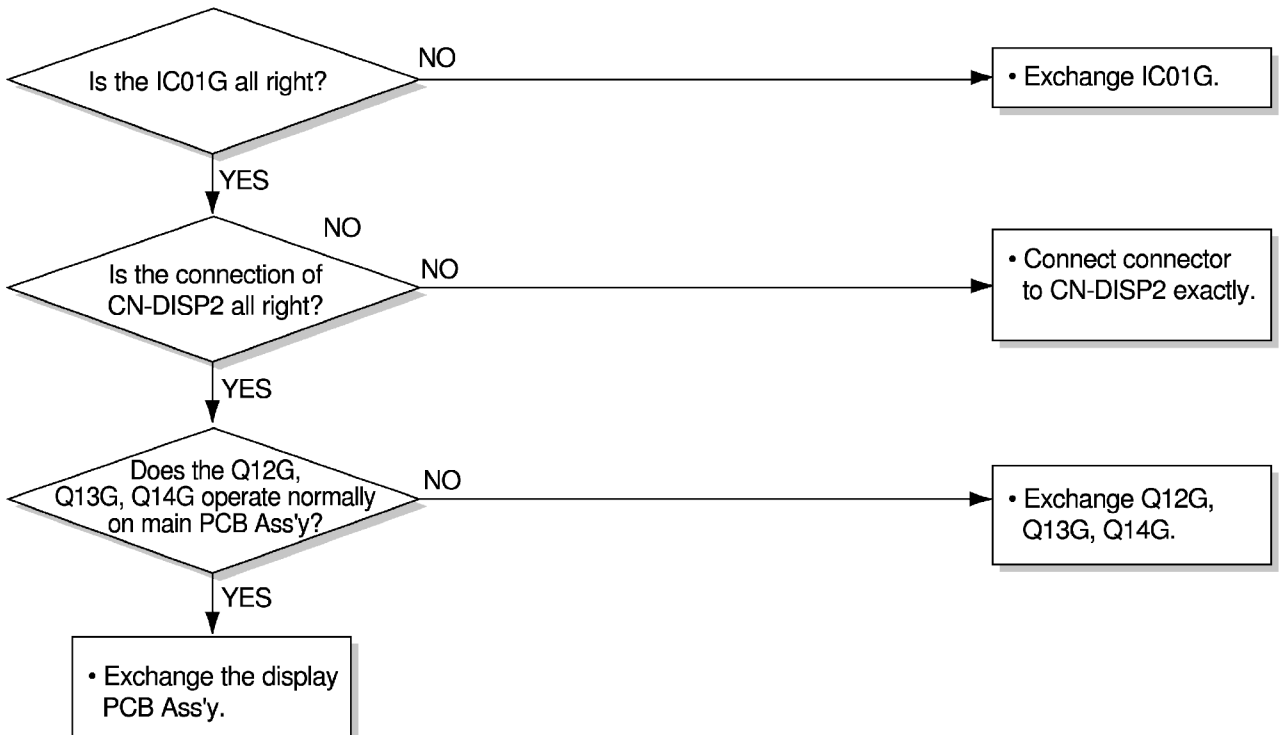 Is the IC01G all right?
NO
• Exchange IC01G.
YES
NO
Is the connection of
CN-DISP2 all right?
NO
• Connect connector
to CN-DISP2 exactly.
YES
Does the Q12G,
Q13G, Q14G operate normally
on main PCB Ass'y?
NO
• Exchange Q12G,
Q13G, Q14G.
YES
• Exchange the display
PCB Ass'y.